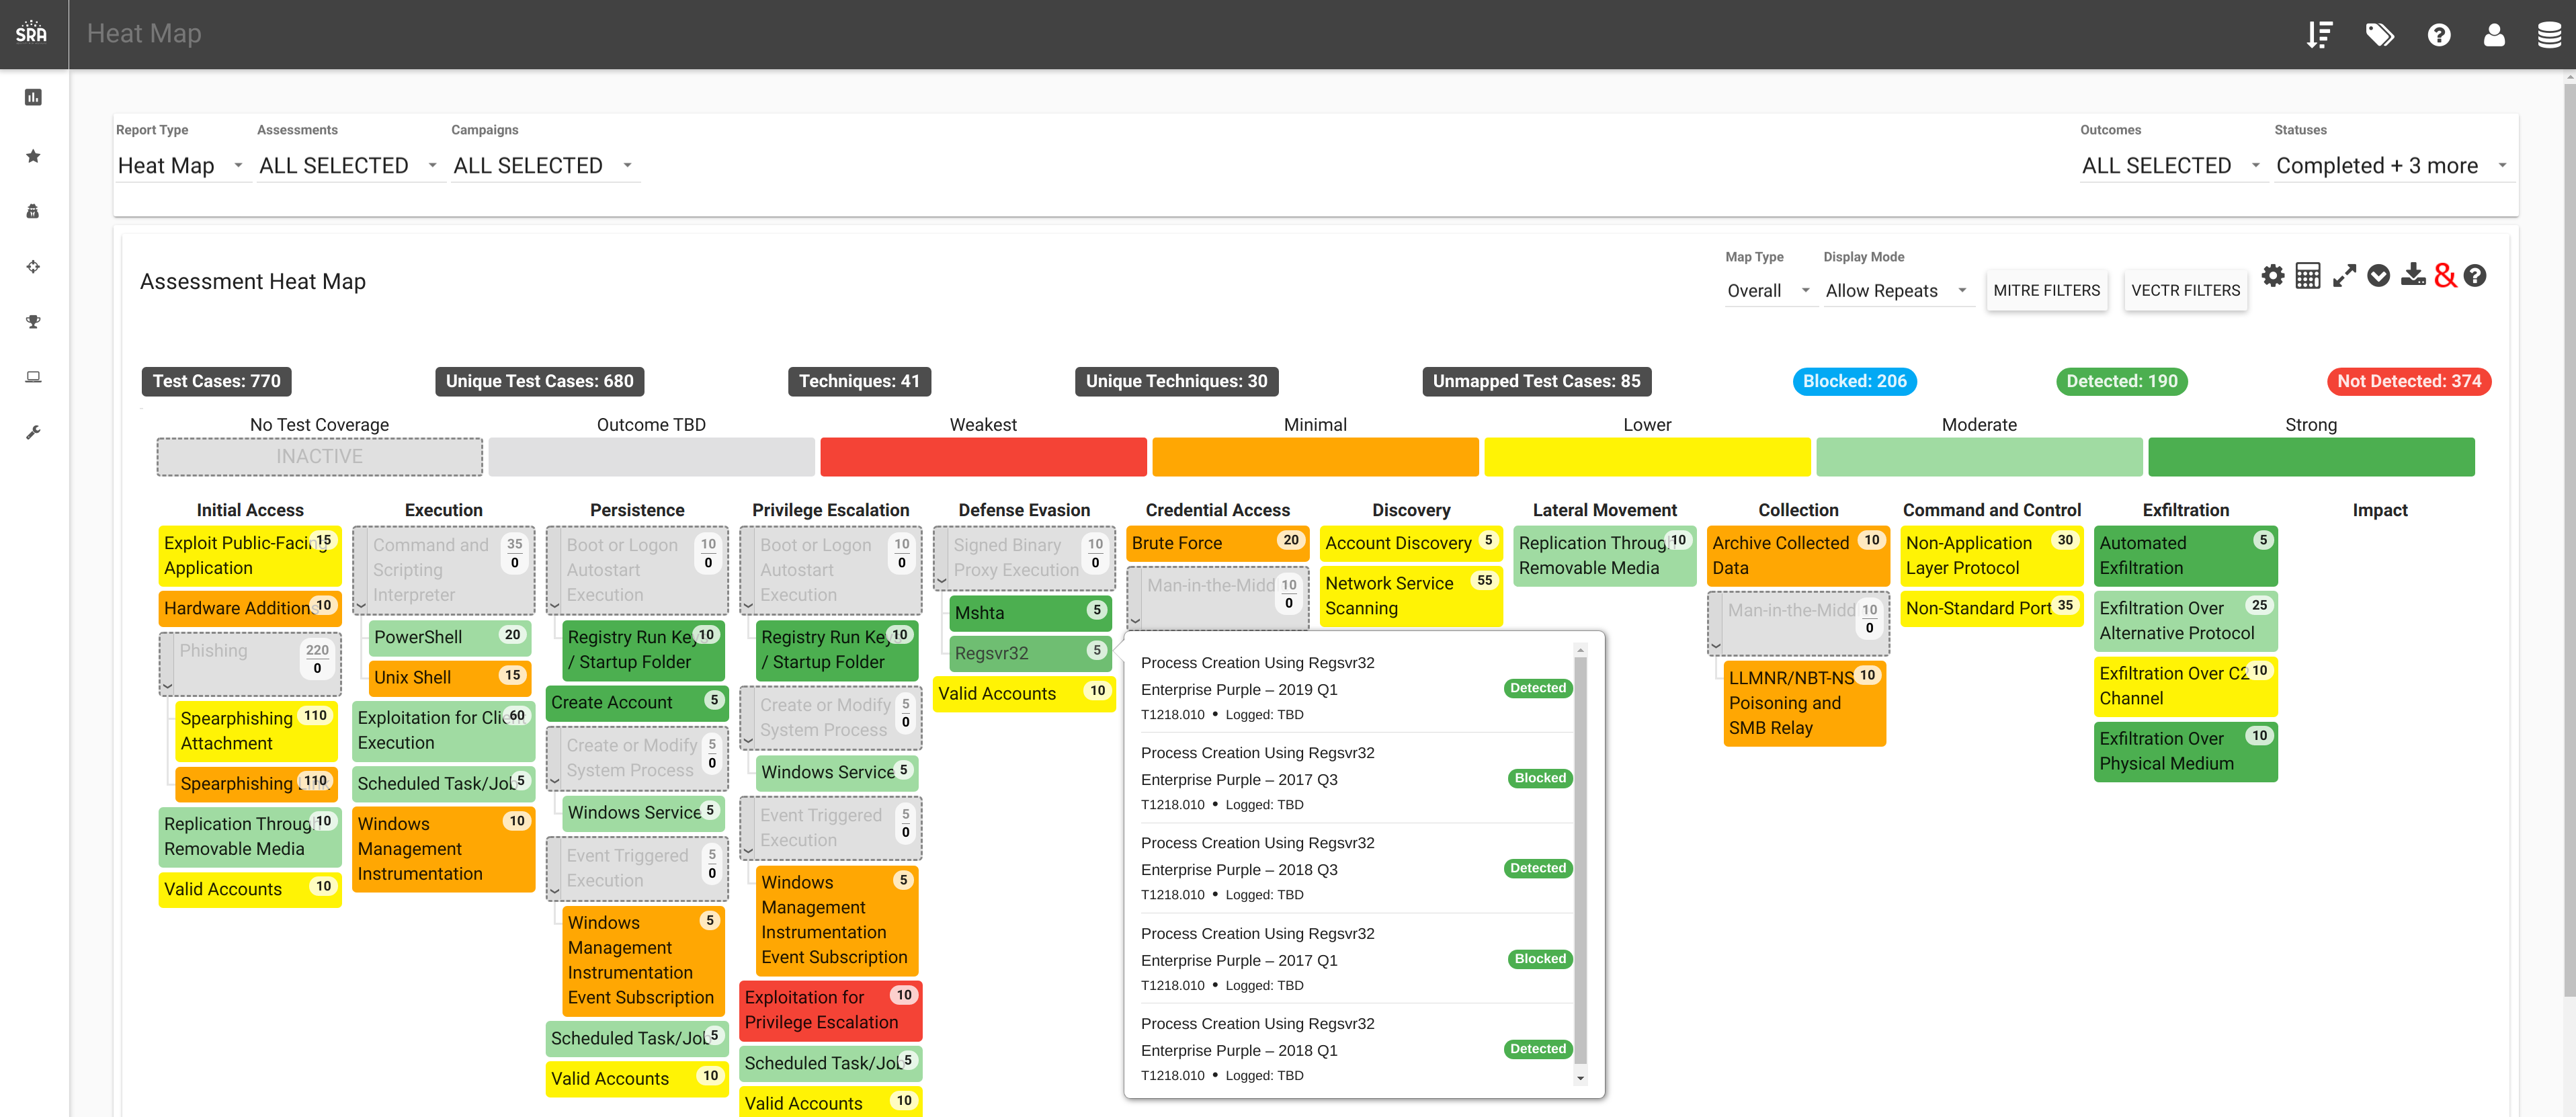 SRA
Heat Map
Report Type
Assessments
Campaigns
Outcomes
Statuses
Heat Map
ALL SELECTED
ALL SELECTED
ALL SELECTED
Completed + 3 more
Assessment Heat Map
Map Type
Display Mode
Overall
Allow Repeats
MITRE FILTERS
VECTR FILTERS
&
Test Cases: 770
Unique Test Cases: 680
Techniques: 41
Unique Techniques: 30
Unmapped Test Cases: 85
Blocked: 206
Detected: 190
Not Detected: 374
No Test Coverage
Outcome TBD
Weakest
Minimal
Lower
Moderate
Strong
INACTIVE
Initial Access
Exploit Public-Facing 15
Application
Hardware Addition 10
Phishing 220
0
Spearphishing 110
Attachment
Spearphishing 110
Replication Throug 10
Removable Media
Valid Accounts 10
Execution
Command and 35
Scripting 0
Interpreter
PowerShell 20
Unix Shell 15
Exploitation for Client 60
Execution
Scheduled Task/Job 5
Windows 10
Management
Instrumentation
Persistence
Boot or Logon 10
Autostart 0
Execution
Registry Run Key 10
/ Startup Folder
Create Account 5
Create or Modify 5
System Process 0
Windows Service 5
Event Triggered 5
Execution 0
Windows 5
Management
Instrumentation
Event Subscription
Scheduled Task/Job 5
Valid Accounts 10
Privilege Escalation
Boot or Logon 10
Autostart 0
Execution
Registry Run Key 10
/ Startup Folder
Create or Modify 5
System Process 0
Windows Service 5
Event Triggered 5
Execution 0
Windows 5
Management
Instrumentation
Event Subscription
Exploitation for 10
Privilege Escalation
Scheduled Task/Job 5
Valid Accounts 10
Defense Evasion
Signed Binary 10
Proxy Execution 0
Mshta 5
Regsvr32 5
Valid Accounts 10
Credential Access
Brute Force 20
Man-in-the-Midd 10
0
Discovery
Account Discovery 5
Network Service 55
Scanning
Lateral Movement
Replication Throug 10
Removable Media
Collection
Archive Collected 10
Data
Man-in-the-Midd 10
0
LLMNR/NBT-NS 10
Poisoning and
SMB Relay
Command and Control
Non-Application 30
Layer Protocol
Non-Standard Port 35
Exfiltration
Automated 5
Exfiltration
Exfiltration Over 25
Alternative Protocol
Exfiltration Over C2 10
Channel
Exfiltration Over 10
Physical Medium
Impact
Process Creation Using Regsvr32
Enterprise Purple – 2019 Q1
Detected
T1218.010 • Logged: TBD
Process Creation Using Regsvr32
Enterprise Purple – 2017 Q3
Blocked
T1218.010 • Logged: TBD
Process Creation Using Regsvr32
Enterprise Purple – 2018 Q3
Detected
T1218.010 • Logged: TBD
Process Creation Using Regsvr32
Enterprise Purple – 2017 Q1
Blocked
T1218.010 • Logged: TBD
Process Creation Using Regsvr32
Enterprise Purple – 2018 Q1
Detected
T1218.010 • Logged: TBD